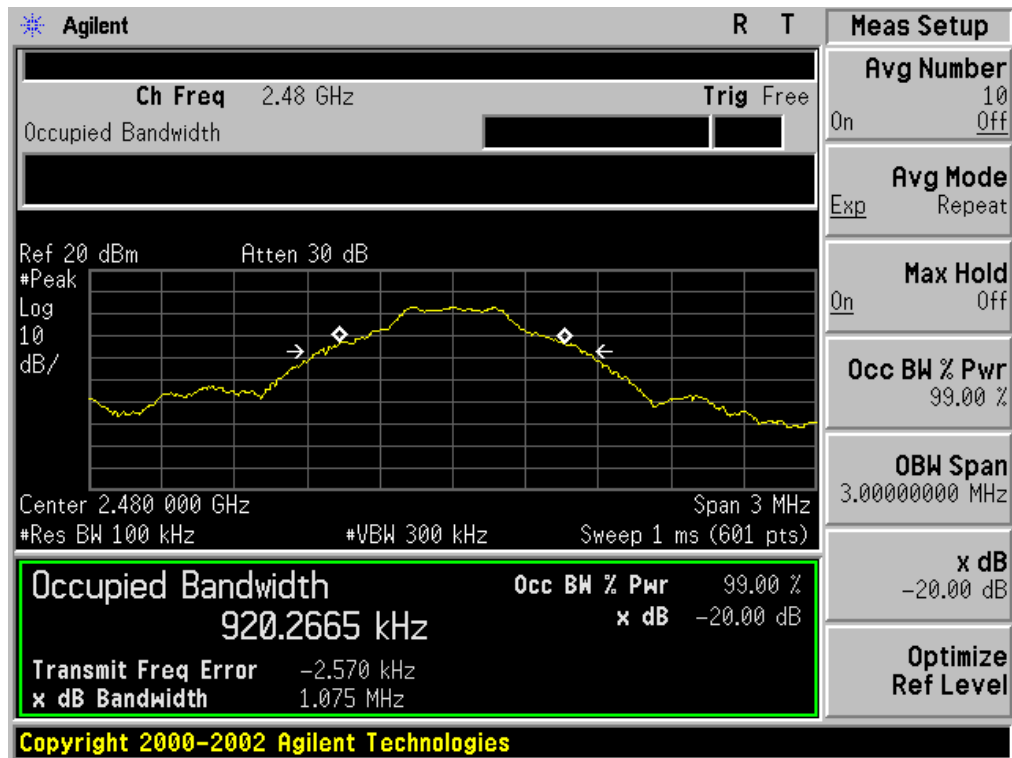 Agilent R T
Ch Freq 2.48 GHz Trig Free
Occupied Bandwidth
Ref 20 dBm Atten 30 dB
#Peak
Log
10
dB/
Center 2.480 000 GHz Span 3 MHz
#Res BW 100 kHz #VBW 300 kHz Sweep 1 ms (601 pts)
Occupied Bandwidth Occ BW % Pwr 99.00 %
920.2665 kHz x dB -20.00 dB
Transmit Freq Error -2.570 kHz
x dB Bandwidth 1.075 MHz
Copyright 2000-2002 Agilent Technologies
Meas Setup
Avg Number
10
On Off
Avg Mode
Exp Repeat
Max Hold
On Off
Occ BW % Pwr
99.00 %
OBW Span
3.00000000 MHz
x dB
-20.00 dB
Optimize
Ref Level